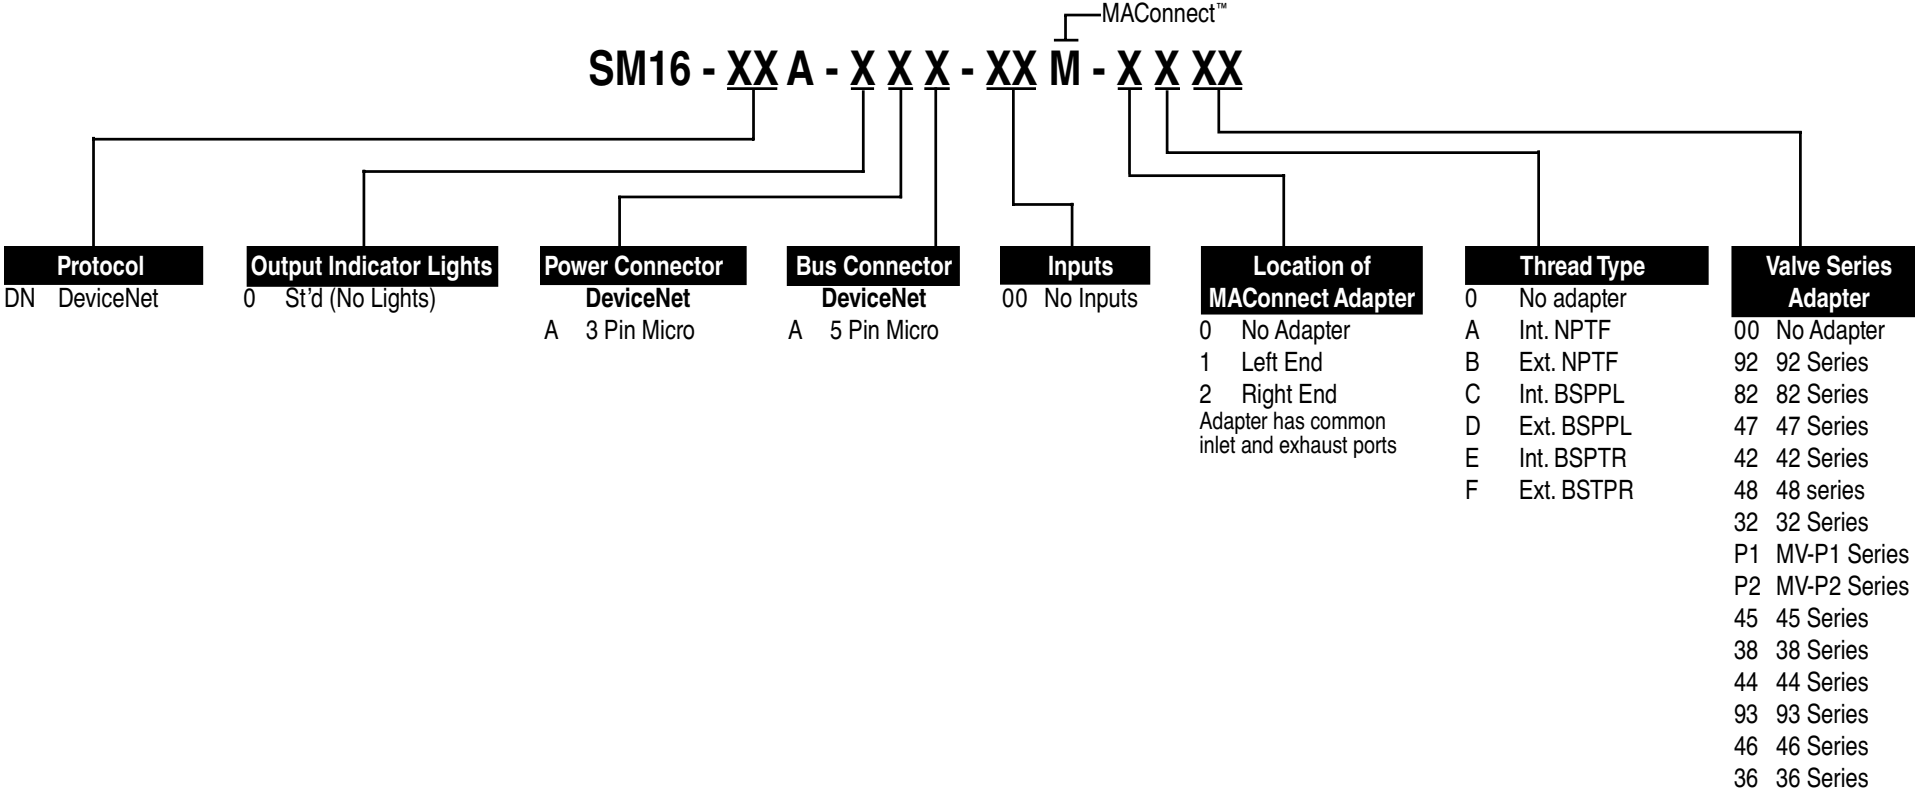 MAConnect™
SM16 - XX A - X X X - XX M - X X XX
Protocol
DN DeviceNet
Output Indicator Lights
0 St'd (No Lights)
Power Connector
DeviceNet
A 3 Pin Micro
Bus Connector
DeviceNet
A 5 Pin Micro
Inputs
00 No Inputs
Location of
MAConnect Adapter
0 No Adapter
1 Left End
2 Right End
Adapter has common
inlet and exhaust ports
Thread Type
0 No adapter
A Int. NPTF
B Ext. NPTF
C Int. BSPPL
D Ext. BSPPL
E Int. BSPTR
F Ext. BSTPR
Valve Series
Adapter
00 No Adapter
92 92 Series
82 82 Series
47 47 Series
42 42 Series
48 48 series
32 32 Series
P1 MV-P1 Series
P2 MV-P2 Series
45 45 Series
38 38 Series
44 44 Series
93 93 Series
46 46 Series
36 36 Series